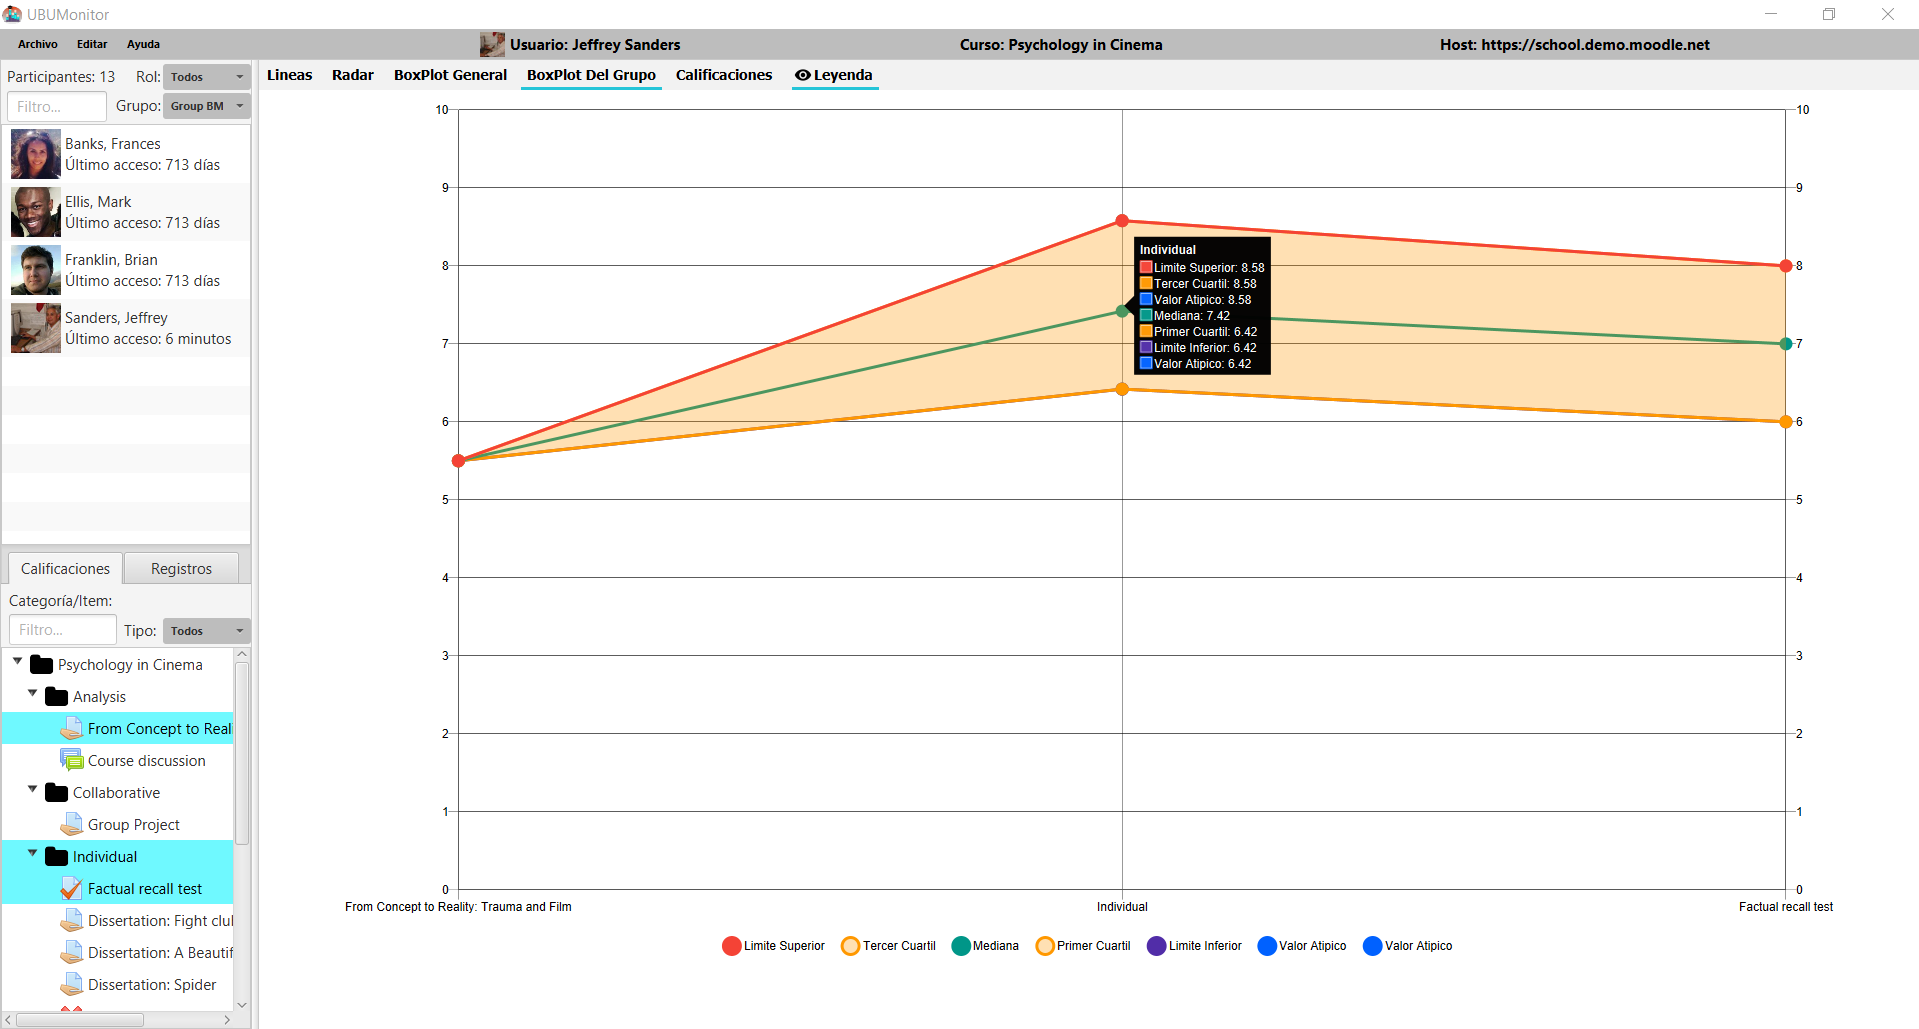 UBUMonitor
Archivo Editar Ayuda Usuario: Jeffrey Sanders Curso: Psychology in Cinema Host: https://school.demo.moodle.net
Participantes: 13 Rol: Todos
Filtro... Grupo: Group BM
Banks, Frances
Último acceso: 713 días
Ellis, Mark
Último acceso: 713 días
Franklin, Brian
Último acceso: 713 días
Sanders, Jeffrey
Último acceso: 6 minutos
Calificaciones Registros
Categoría/Item:
Filtro... Tipo: Todos
Psychology in Cinema
Analysis
From Concept to Reali
Course discussion
Collaborative
Group Project
Individual
Factual recall test
Dissertation: Fight clu
Dissertation: A Beautif
Dissertation: Spider
Lineas Radar BoxPlot General BoxPlot Del Grupo Calificaciones Leyenda
10 10
9 9
8 8
7 7
6 6
5 5
4 4
3 3
2 2
1 1
0 0
Individual
Limite Superior: 8.58
Tercer Cuartil: 8.58
Valor Atipico: 8.58
Mediana: 7.42
Primer Cuartil: 6.42
Limite Inferior: 6.42
Valor Atipico: 6.42
From Concept to Reality: Trauma and Film Individual Factual recall test
Limite Superior Tercer Cuartil Mediana Primer Cuartil Limite Inferior Valor Atipico Valor Atipico